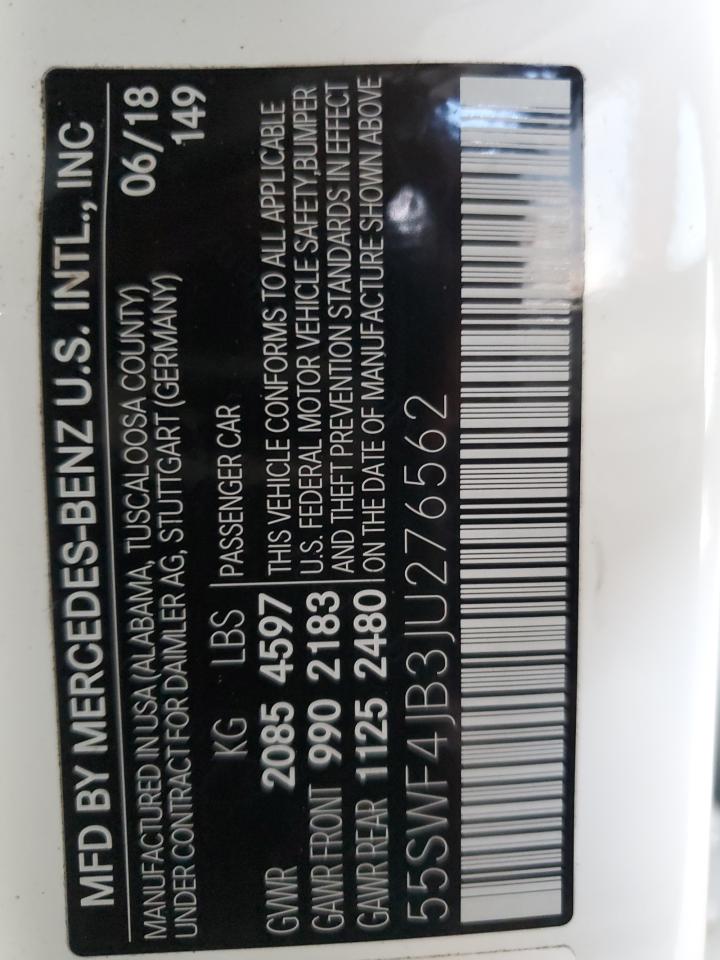 MFD BY MERCEDES-BENZ U.S. INTL., INC
MANUFACTURED IN USA (ALABAMA, TUSCALOOSA COUNTY) 06/18
UNDER CONTRACT FOR DAIMLER AG, STUTTGART (GERMANY) 149
KG LBS PASSENGER CAR
GVWR 2085 4597 THIS VEHICLE CONFORMS TO ALL APPLICABLE
GAWR FRONT 990 2183 U.S. FEDERAL MOTOR VEHICLE SAFETY,BUMPER
AND THEFT PREVENTION STANDARDS IN EFFECT
GAWR REAR 1125 2480 ON THE DATE OF MANUFACTURE SHOWN ABOVE
55SWF4JB3JU276562